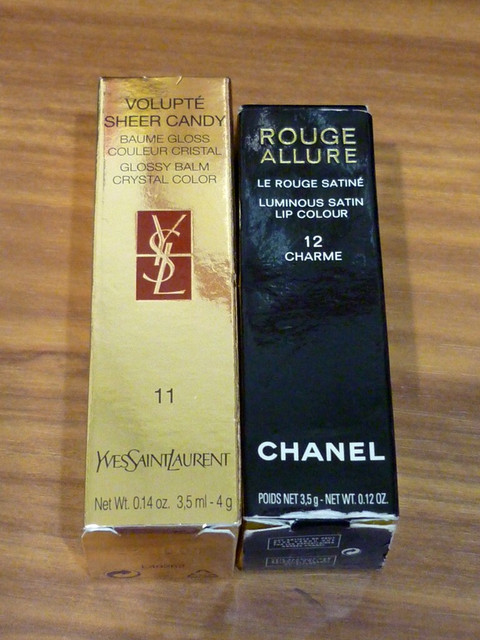 VOLUPTÉ
SHEER CANDY
BAUME GLOSS
COULEUR CRISTAL
GLOSSY BALM
CRYSTAL COLOR
YSL
11
YVESSAINTLAURENT
Net Wt. 0.14 oz. 3,5 ml - 4 g
ROUGE
ALLURE
LE ROUGE SATINÉ
LUMINOUS SATIN
LIP COLOUR
12
CHARME
CHANEL
POIDS NET 3,5 g - NET WT. 0.12 OZ.